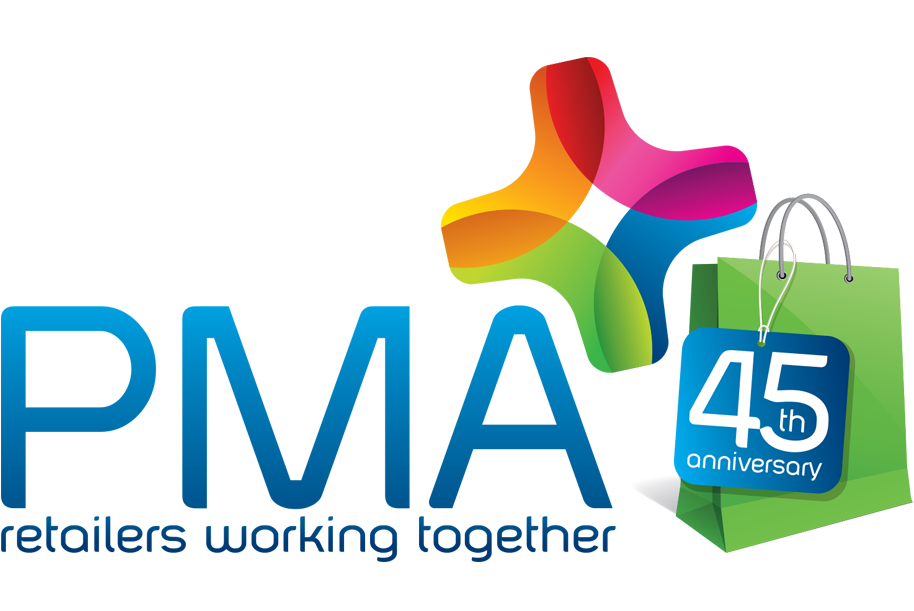 PMA
retailers working together
45th
anniversary